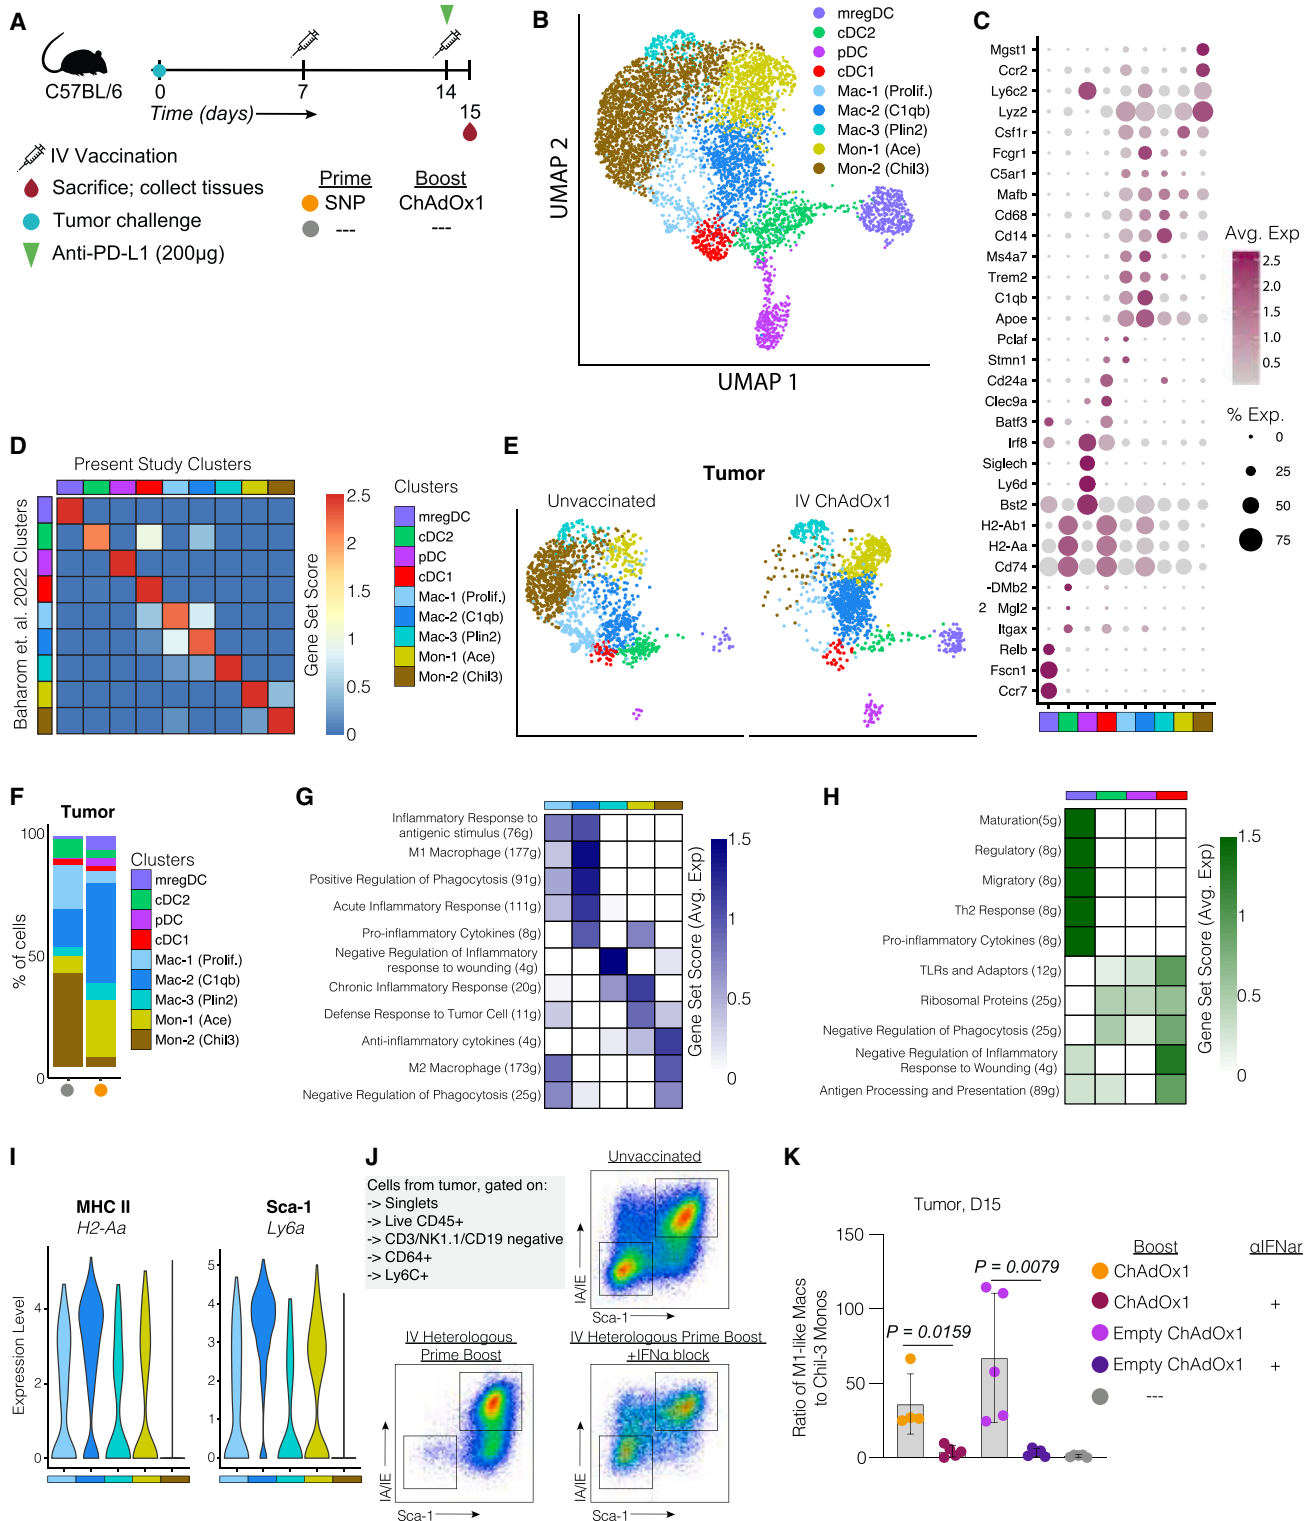 A
C57BL/6
0
7
14
15
Time (days)
IV Vaccination
Sacrifice; collect tissues
Tumor challenge
Anti-PD-L1 (200µg)
Prime
Boost
SNP
ChAdOx1
---
---
B
UMAP 2
UMAP 1
mregDC
cDC2
pDC
cDC1
Mac-1 (Prolif.)
Mac-2 (C1qb)
Mac-3 (Plin2)
Mon-1 (Ace)
Mon-2 (Chil3)
C
Mgst1
Ccr2
Ly6c2
Lyz2
Csf1r
Fcgr1
C5ar1
Mafb
Cd68
Cd14
Ms4a7
Trem2
C1qb
Apoe
Pclaf
Stmn1
Cd24a
Clec9a
Batf3
Irf8
Siglech
Ly6d
Bst2
H2-Ab1
H2-Aa
Cd74
-DMb2
2 Mgl2
Itgax
Relb
Fscn1
Ccr7
Avg. Exp
2.5
2.0
1.5
1.0
0.5
% Exp.
0
25
50
75
D
Present Study Clusters
Baharom et. al. 2022 Clusters
2.5
2
1.5
1
0.5
0
Gene Set Score
Clusters
mregDC
cDC2
pDC
cDC1
Mac-1 (Prolif.)
Mac-2 (C1qb)
Mac-3 (Plin2)
Mon-1 (Ace)
Mon-2 (Chil3)
E
Tumor
Unvaccinated
IV ChAdOx1
F
Tumor
% of cells
100
50
0
Clusters
mregDC
cDC2
pDC
cDC1
Mac-1 (Prolif.)
Mac-2 (C1qb)
Mac-3 (Plin2)
Mon-1 (Ace)
Mon-2 (Chil3)
G
Inflammatory Response to
antigenic stimulus (76g)
M1 Macrophage (177g)
Positive Regulation of Phagocytosis (91g)
Acute Inflammatory Response (111g)
Pro-inflammatory Cytokines (8g)
Negative Regulation of Inflammatory
response to wounding (4g)
Chronic Inflammatory Response (20g)
Defense Response to Tumor Cell (11g)
Anti-inflammatory cytokines (4g)
M2 Macrophage (173g)
Negative Regulation of Phagocytosis (25g)
1.5
1
0.5
0
Gene Set Score (Avg. Exp)
H
Maturation(5g)
Regulatory (8g)
Migratory (8g)
Th2 Response (8g)
Pro-inflammatory Cytokines (8g)
TLRs and Adaptors (12g)
Ribosomal Proteins (25g)
Negative Regulation of Phagocytosis (25g)
Negative Regulation of Inflammatory
Response to Wounding (4g)
Antigen Processing and Presentation (89g)
1.5
1
0.5
0
Gene Set Score (Avg. Exp)
I
MHC II
H2-Aa
Expression Level
4
2
0
Sca-1
Ly6a
5
4
3
2
1
0
J
Cells from tumor, gated on:
-> Singlets
-> Live CD45+
-> CD3/NK1.1/CD19 negative
-> CD64+
-> Ly6C+
Unvaccinated
IA/IE
Sca-1
IV Heterologous
Prime Boost
IA/IE
Sca-1
IV Heterologous Prime Boost
+IFNα block
IA/IE
Sca-1
K
Tumor, D15
Ratio of M1-like Macs
to Chil-3 Monos
150
100
50
0
P = 0.0159
P = 0.0079
Boost
αIFNar
ChAdOx1
ChAdOx1 +
Empty ChAdOx1
Empty ChAdOx1 +
---